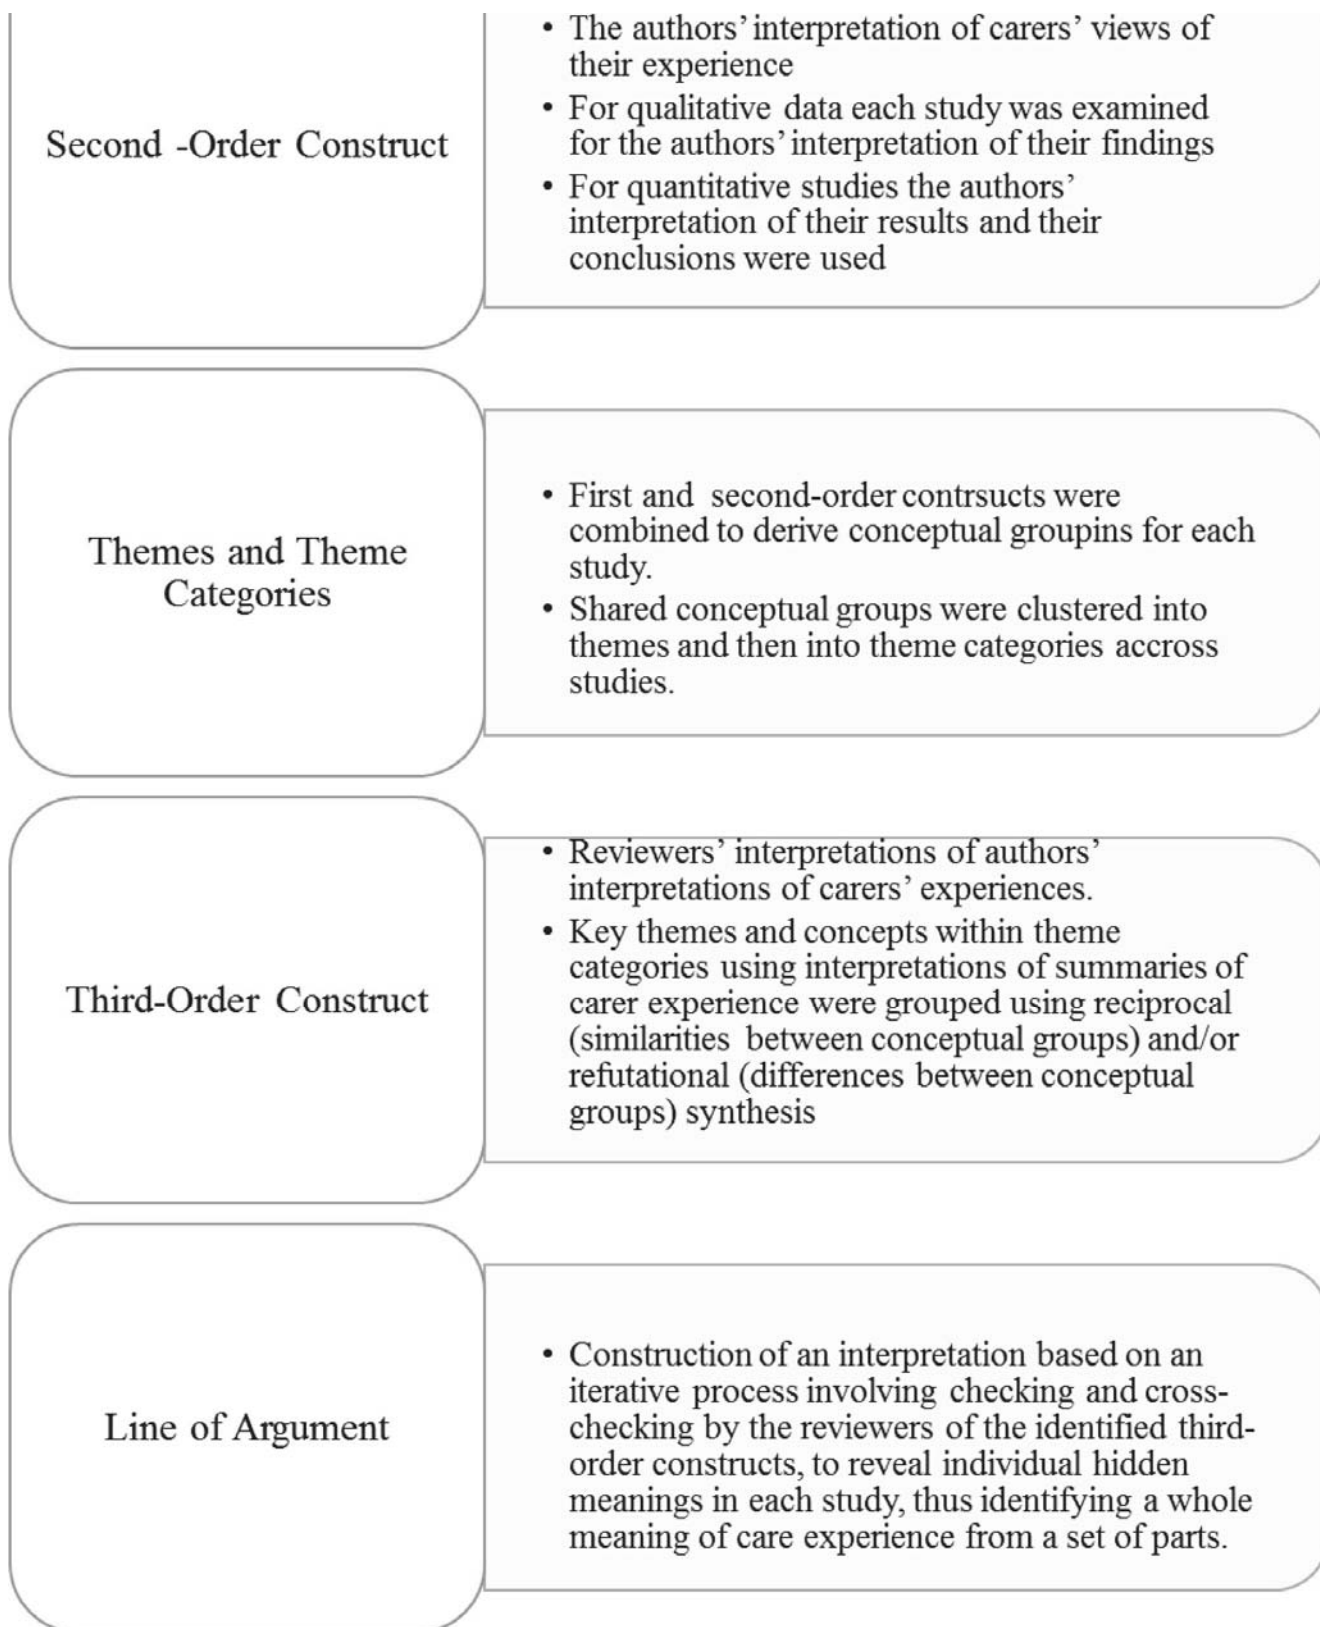 Second -Order Construct
• The authors’ interpretation of carers’ views of
their experience
• For qualitative data each study was examined
for the authors’ interpretation of their findings
• For quantitative studies the authors’
interpretation of their results and their
conclusions were used
Themes and Theme
Categories
• First and second-order contrsucts were
combined to derive conceptual groupins for each
study.
• Shared conceptual groups were clustered into
themes and then into theme categories accross
studies.
Third-Order Construct
• Reviewers’ interpretations of authors’
interpretations of carers’ experiences.
• Key themes and concepts within theme
categories using interpretations of summaries of
carer experience were grouped using reciprocal
(similarities between conceptual groups) and/or
refutational (differences between conceptual
groups) synthesis
Line of Argument
• Construction of an interpretation based on an
iterative process involving checking and cross-
checking by the reviewers of the identified third-
order constructs, to reveal individual hidden
meanings in each study, thus identifying a whole
meaning of care experience from a set of parts.